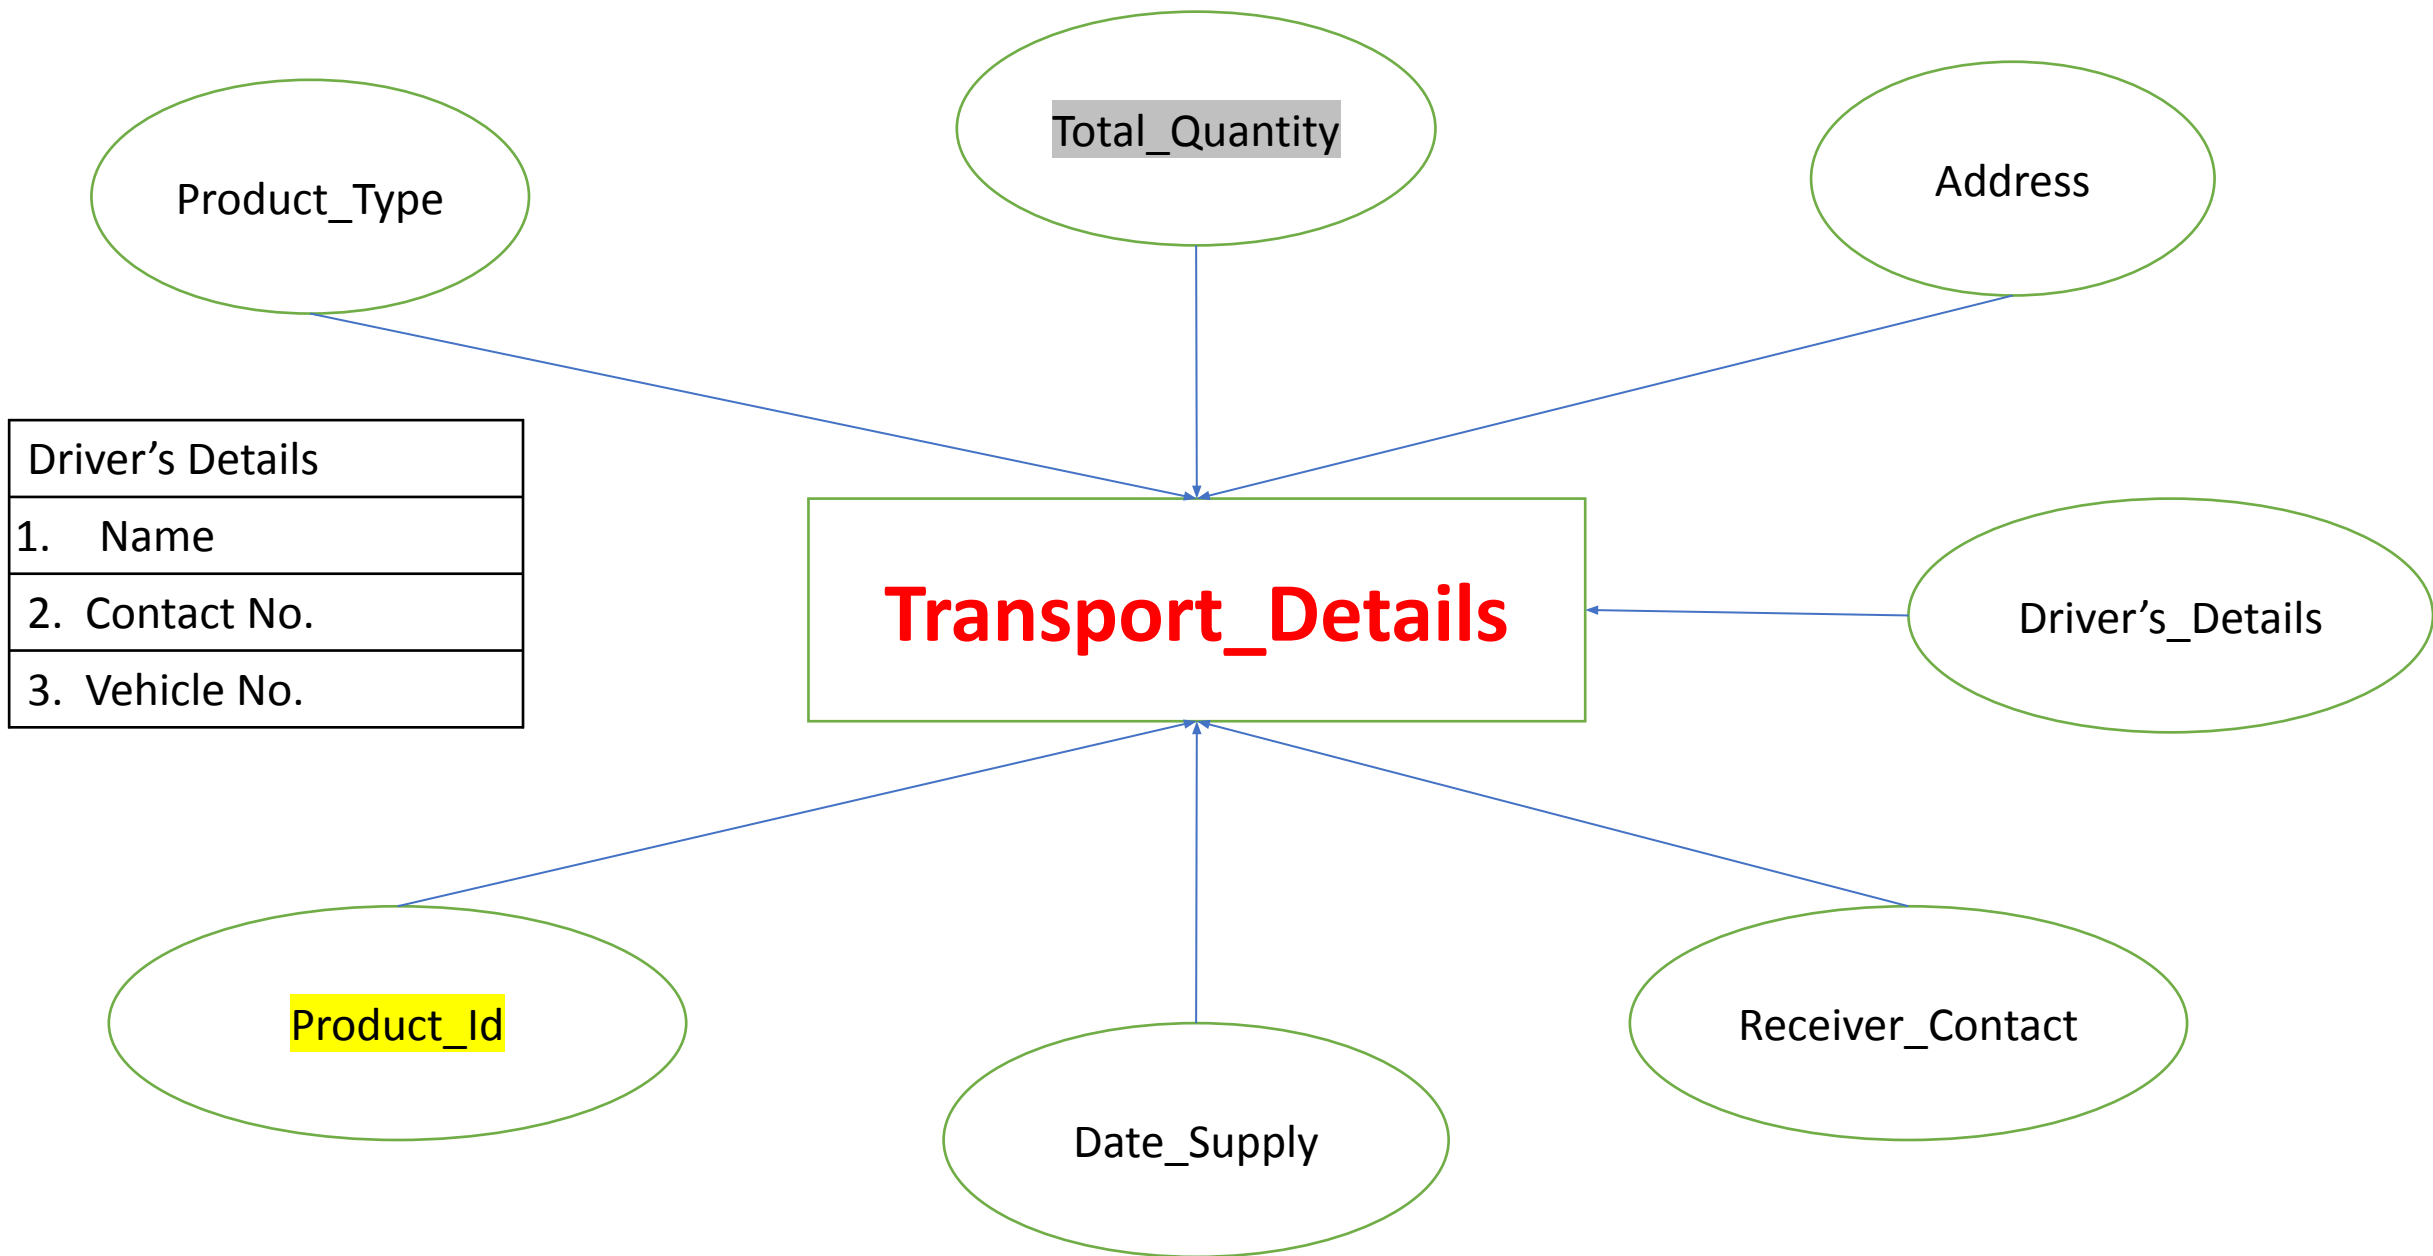 Total_Quantity
Product_Type
Address
Driver’s Details
1. Name
2. Contact No.
3. Vehicle No.
Transport_Details
Driver’s_Details
Product_Id
Receiver_Contact
Date_Supply